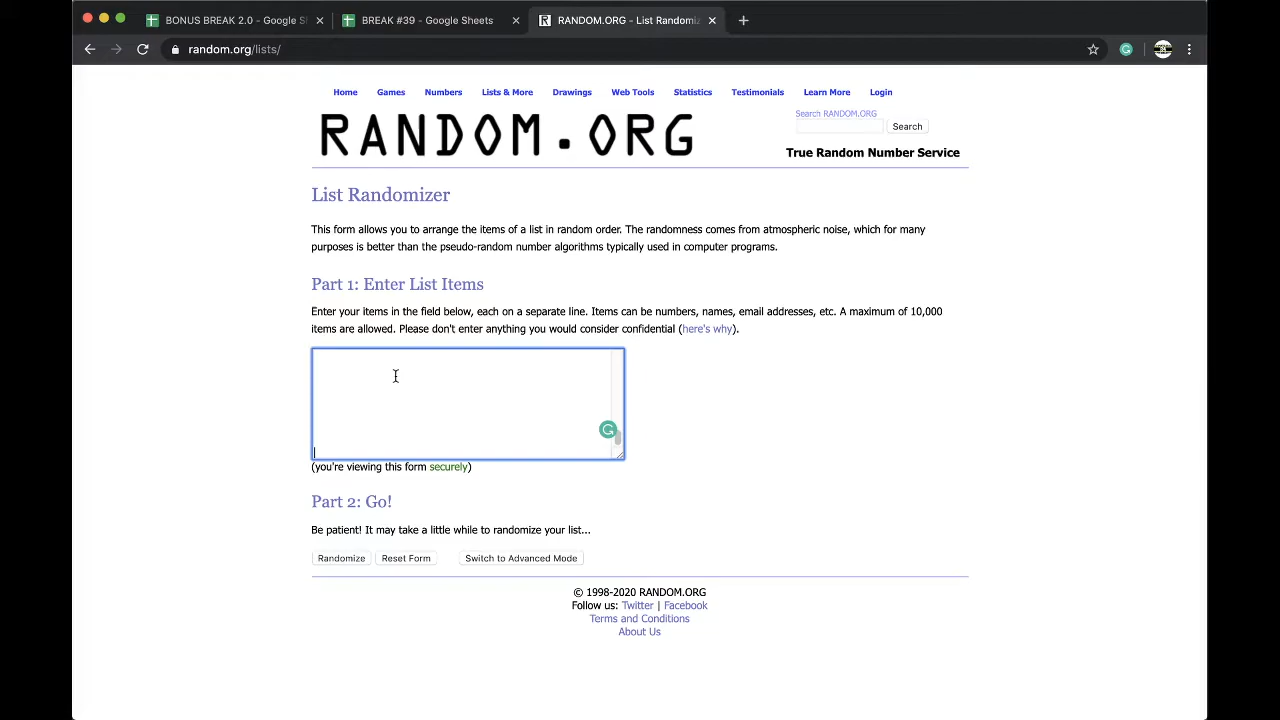 BONUS BREAK 2.0 - Google Sh
BREAK #39 - Google Sheets
RANDOM.ORG - List Randomiz
random.org/lists/
Home Games Numbers Lists & More Drawings Web Tools Statistics Testimonials Learn More Login
RANDOM.ORG
Search RANDOM.ORG
Search
True Random Number Service
List Randomizer
This form allows you to arrange the items of a list in random order. The randomness comes from atmospheric noise, which for many
purposes is better than the pseudo-random number algorithms typically used in computer programs.
Part 1: Enter List Items
Enter your items in the field below, each on a separate line. Items can be numbers, names, email addresses, etc. A maximum of 10,000
items are allowed. Please don't enter anything you would consider confidential (here's why).
(you're viewing this form securely)
Part 2: Go!
Be patient! It may take a little while to randomize your list...
Randomize Reset Form Switch to Advanced Mode
© 1998-2020 RANDOM.ORG
Follow us: Twitter | Facebook
Terms and Conditions
About Us